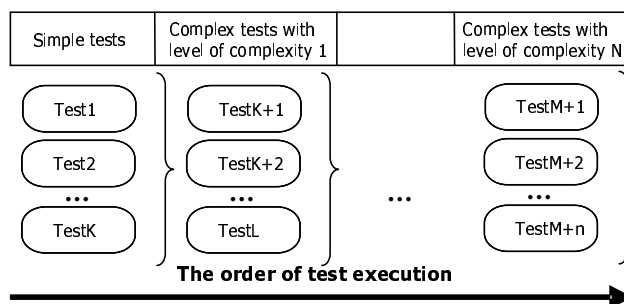 Simple tests
Complex tests with
level of complexity 1
Complex tests with
level of complexity N
Test1
TestK+1
TestM+1
Test2
TestK+2
TestM+2
...
...
...
...
TestK
TestL
TestM+n
The order of test execution